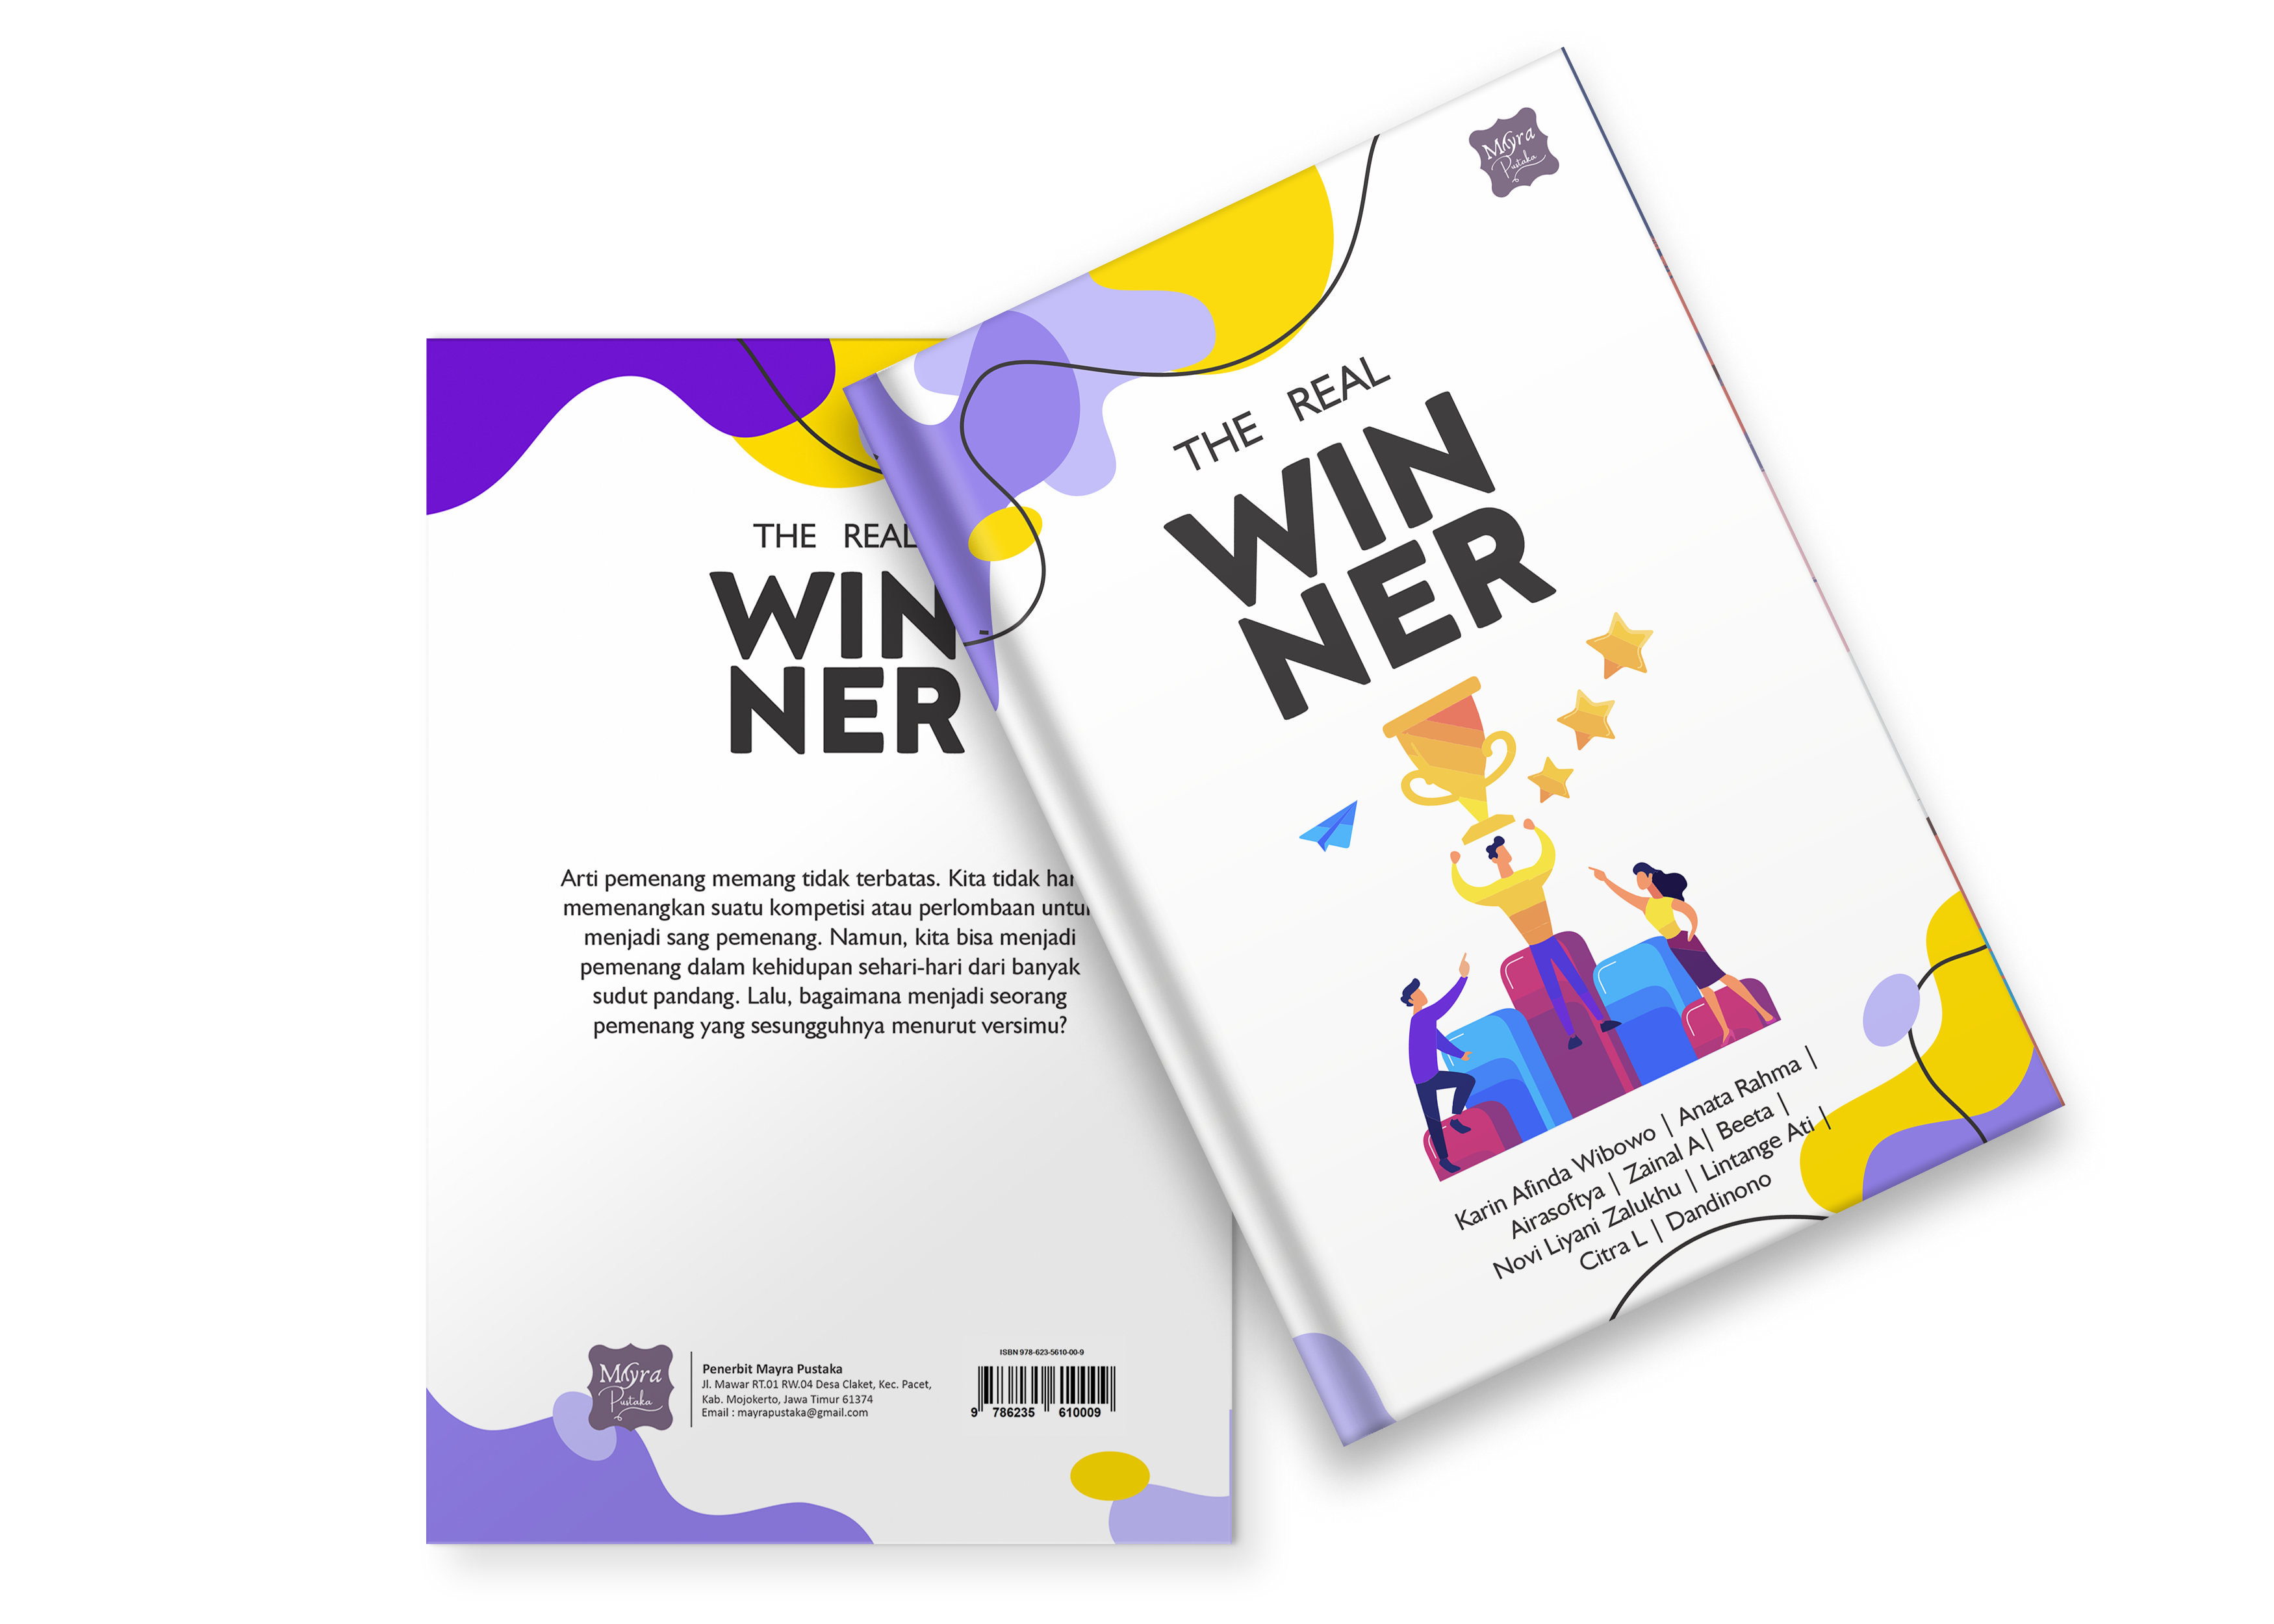 THE REAL
WIN
NER
Arti pemenang memang tidak terbatas. Kita tidak
memenangkan suatu kompetisi atau perlombaan
menjadi sang pemenang. Namun, kita bisa menjadi
pemenang dalam kehidupan sehari-hari dari banyak
sudut pandang. Lalu, bagaimana menjadi seorang
pemenang yang sesungguhnya menurut versimu?
Mayra
Pustaka
Penerbit Mayra Pustaka
Jl. Mawar RT.01 RW.04 Desa Claket, Kec. Pacet,
Kab. Mojokerto, Jawa Timur 61374
Email : mayrapustaka@gmail.com
ISBN 978-623-5610-00-9
9 786235 610009
Mayra
Pustaka
THE REAL
WIN
NER
Karin Afinda Wibowo | Anata Rahma |
Airasoftya | Zainal A| Beeta |
Novi Liyani Zalukhu | Lintange Ati |
Citra L | Dandinono